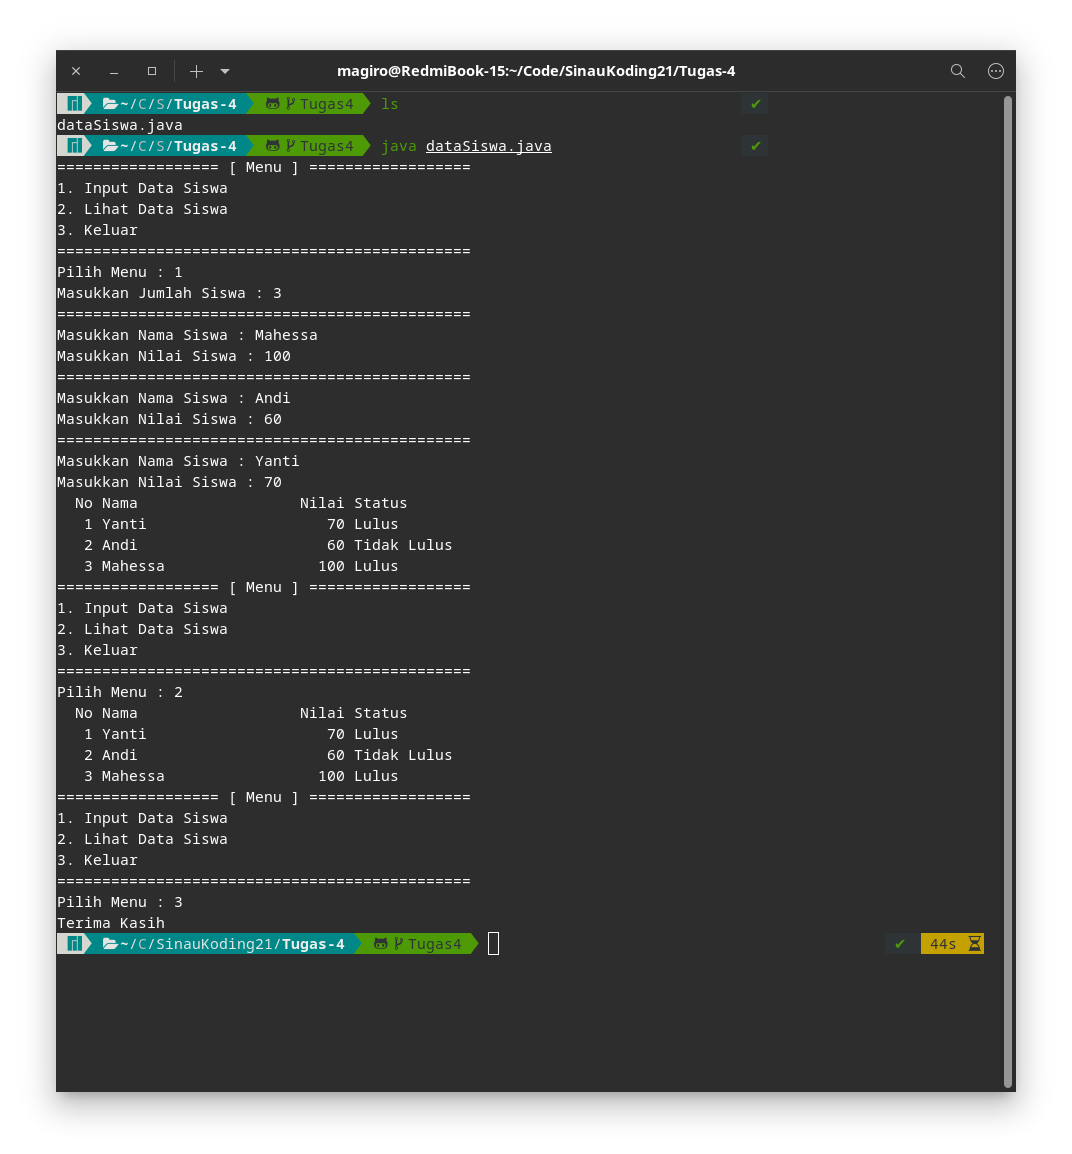 magiro@RedmiBook-15:~/Code/SinauKoding21/Tugas-4
~/C/S/Tugas-4 Tugas4 ls ✔
dataSiswa.java
~/C/S/Tugas-4 Tugas4 java dataSiswa.java ✔
================== [ Menu ] ==================
1. Input Data Siswa
2. Lihat Data Siswa
3. Keluar
==============================================
Pilih Menu : 1
Masukkan Jumlah Siswa : 3
==============================================
Masukkan Nama Siswa : Mahessa
Masukkan Nilai Siswa : 100
==============================================
Masukkan Nama Siswa : Andi
Masukkan Nilai Siswa : 60
==============================================
Masukkan Nama Siswa : Yanti
Masukkan Nilai Siswa : 70
  No Nama                  Nilai Status
   1 Yanti                    70 Lulus
   2 Andi                     60 Tidak Lulus
   3 Mahessa                 100 Lulus
================== [ Menu ] ==================
1. Input Data Siswa
2. Lihat Data Siswa
3. Keluar
==============================================
Pilih Menu : 2
  No Nama                  Nilai Status
   1 Yanti                    70 Lulus
   2 Andi                     60 Tidak Lulus
   3 Mahessa                 100 Lulus
================== [ Menu ] ==================
1. Input Data Siswa
2. Lihat Data Siswa
3. Keluar
==============================================
Pilih Menu : 3
Terima Kasih
~/C/SinauKoding21/Tugas-4 Tugas4 ✔ 44s